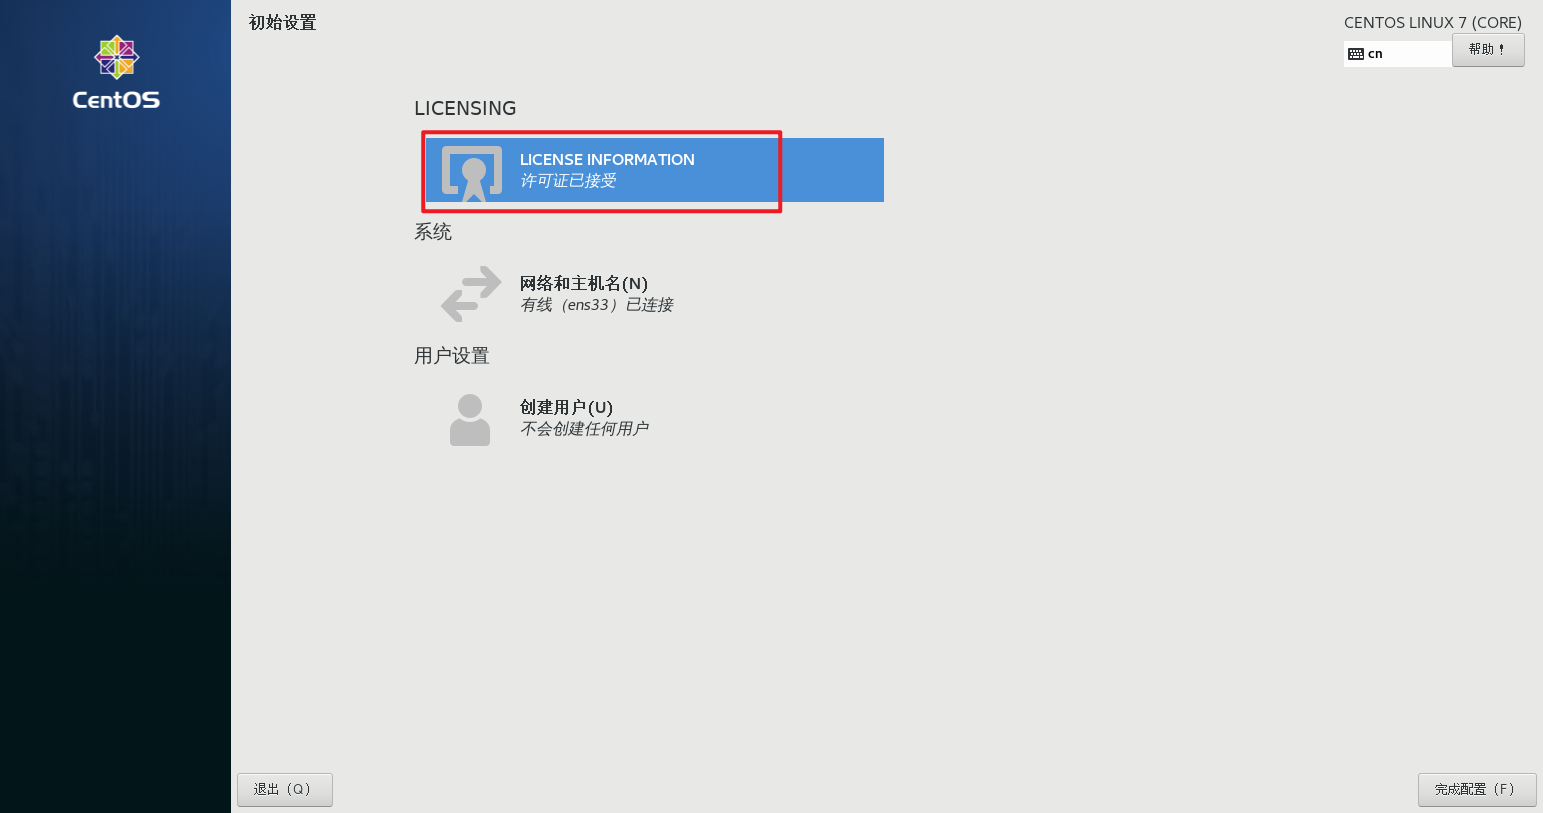 CentOS
初始设置
CENTOS LINUX 7 (CORE)
cn
帮助！
LICENSING
LICENSE INFORMATION
许可证已接受
系统
网络和主机名(N)
有线（ens33）已连接
用户设置
创建用户(U)
不会创建任何用户
退出（Q）
完成配置（F）